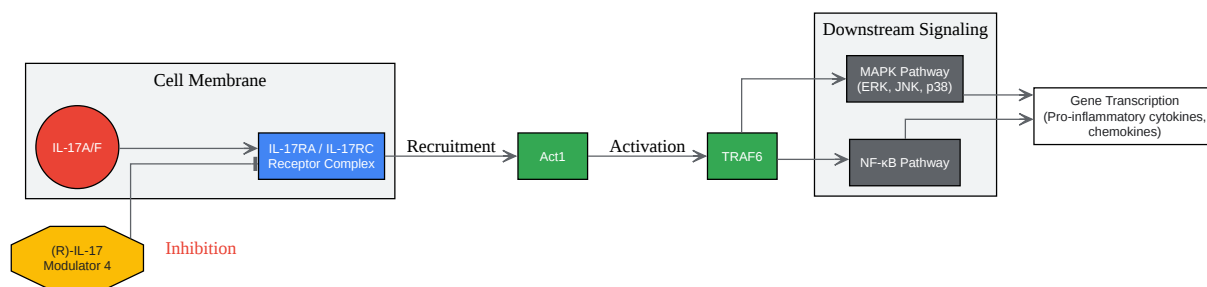 Cell Membrane
IL-17A/F
IL-17RA / IL-17RC
Receptor Complex
(R)-IL-17
Modulator 4
Inhibition
Recruitment
Act1
Activation
TRAF6
Downstream Signaling
MAPK Pathway
(ERK, JNK, p38)
NF-κB Pathway
Gene Transcription
(Pro-inflammatory cytokines,
chemokines)